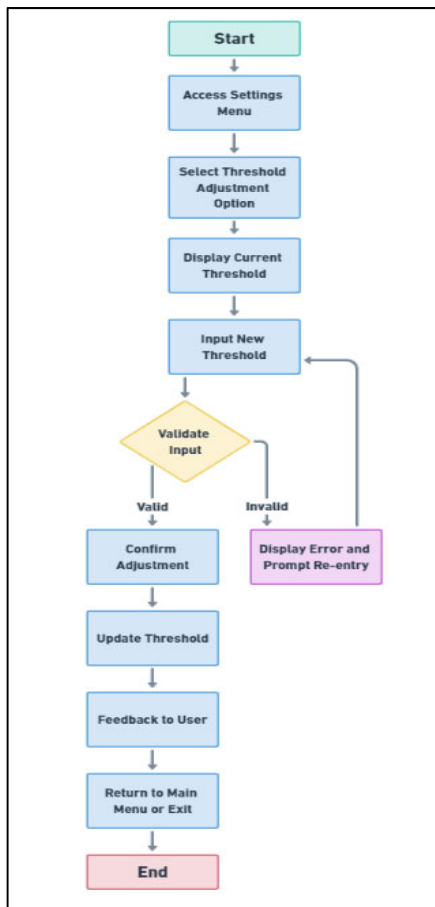 Start
Access Settings
Menu
Select Threshold
Adjustment
Option
Display Current
Threshold
Input New
Threshold
Validate
Input
Valid
Invalid
Confirm
Adjustment
Display Error and
Prompt Re-entry
Update Threshold
Feedback to User
Return to Main
Menu or Exit
End